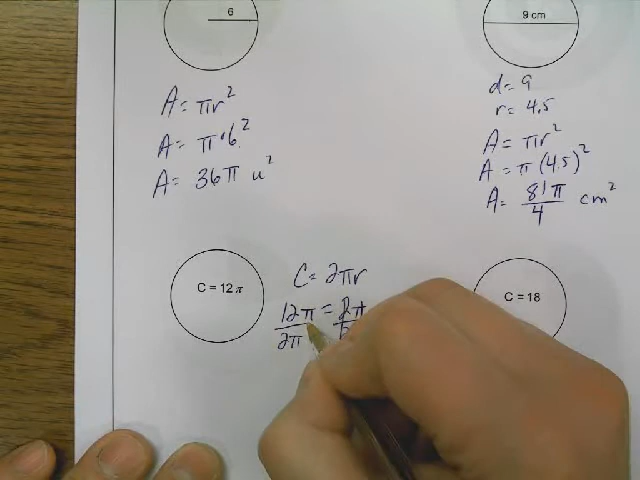 6
A = πr²
A = π·6²
A = 36π u²
9 cm
d = 9
r = 4.5
A = πr²
A = π(4.5)²
A = 81π/4 cm²
C = 12π
C = 2πr
12π = 2π
2π
C = 18